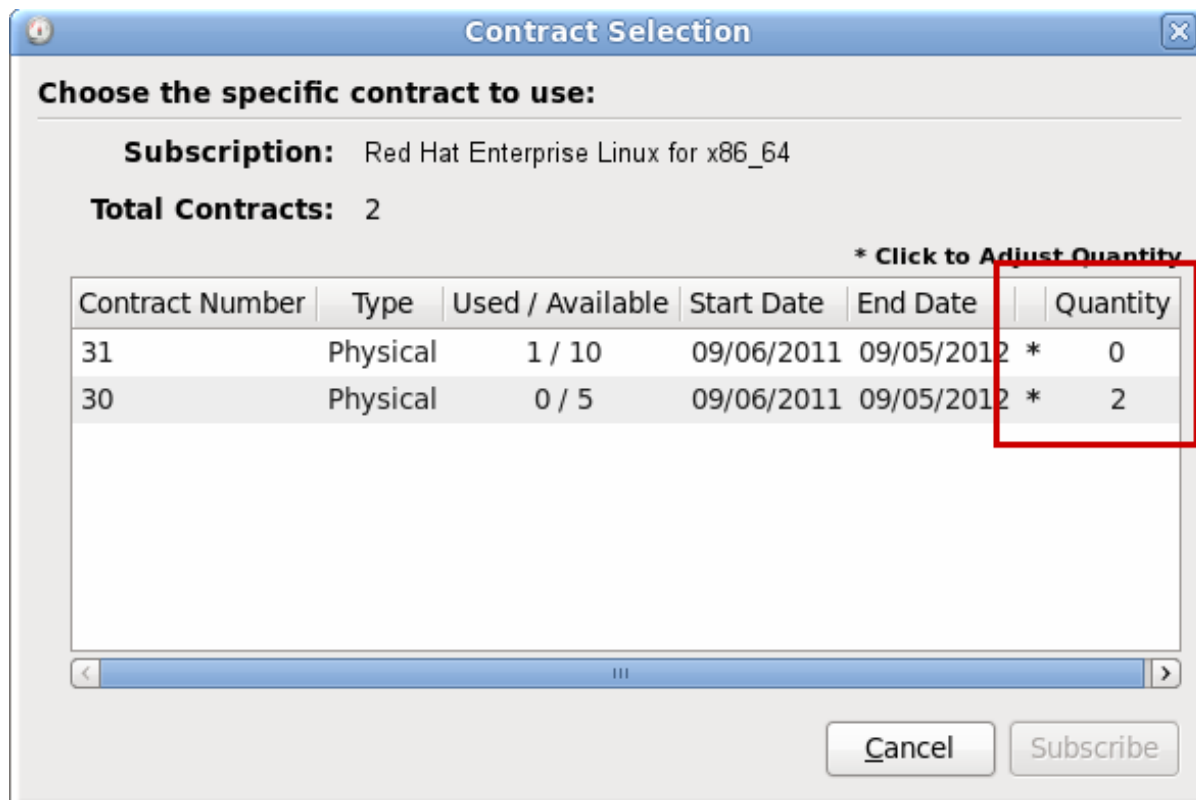 Contract Selection
Choose the specific contract to use:
Subscription: Red Hat Enterprise Linux for x86_64
Total Contracts: 2
* Click to Adjust Quantity
Contract Number Type Used / Available Start Date End Date Quantity
31 Physical 1 / 10 09/06/2011 09/05/2012 * 0
30 Physical 0 / 5 09/06/2011 09/05/2012 * 2
Cancel Subscribe